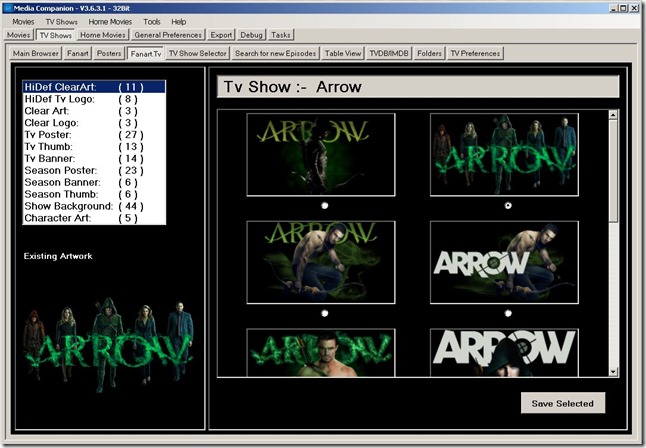 Media Companion - V3.6.3.1 - 32Bit
Movies TV Shows Home Movies Tools Help
Movies TV Shows Home Movies General Preferences Export Debug Tasks
Main Browser Fanart Posters Fanart.Tv TV Show Selector Search for new Episodes Table View TVDB/IMDB Folders TV Preferences
HiDef ClearArt: ( 11 )
HiDef Tv Logo: ( 8 )
Clear Art: ( 3 )
Clear Logo: ( 3 )
Tv Poster: ( 27 )
Tv Thumb: ( 13 )
Tv Banner: ( 14 )
Season Poster: ( 23 )
Season Banner: ( 6 )
Season Thumb: ( 6 )
Show Background: ( 44 )
Character Art: ( 5 )
Existing Artwork
ARROW
Tv Show :- Arrow
ARROW ARROW
ARROW ARROW
ARROW ARROW
Save Selected